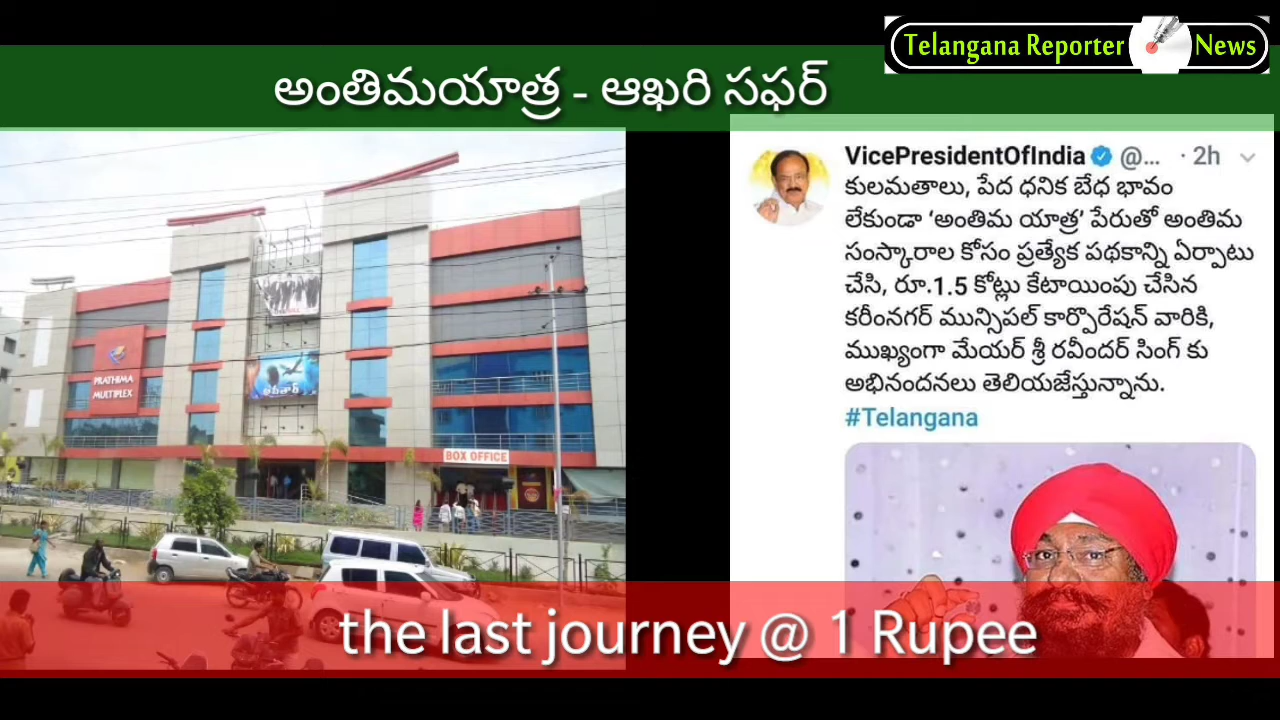 Telangana Reporter News
అంతిమయాత్ర - ఆఖరి సఫర్
VicePresidentOfIndia @... · 2h
కులమతాలు, పేద ధనిక బేధ భావం
లేకుండా ‘అంతిమ యాత్ర’ పేరుతో అంతిమ
సంస్కారాల కోసం ప్రత్యేక పథకాన్ని ఏర్పాటు
చేసి, రూ.1.5 కోట్లు కేటాయింపు చేసిన
కరీంనగర్ మున్సిపల్ కార్పొరేషన్ వారికి,
ముఖ్యంగా మేయర్ శ్రీ రవీందర్ సింగ్ కు
అభినందనలు తెలియజేస్తున్నాను.
#Telangana
PRATHIMA
MULTIPLEX
BOX OFFICE
the last journey @ 1 Rupee